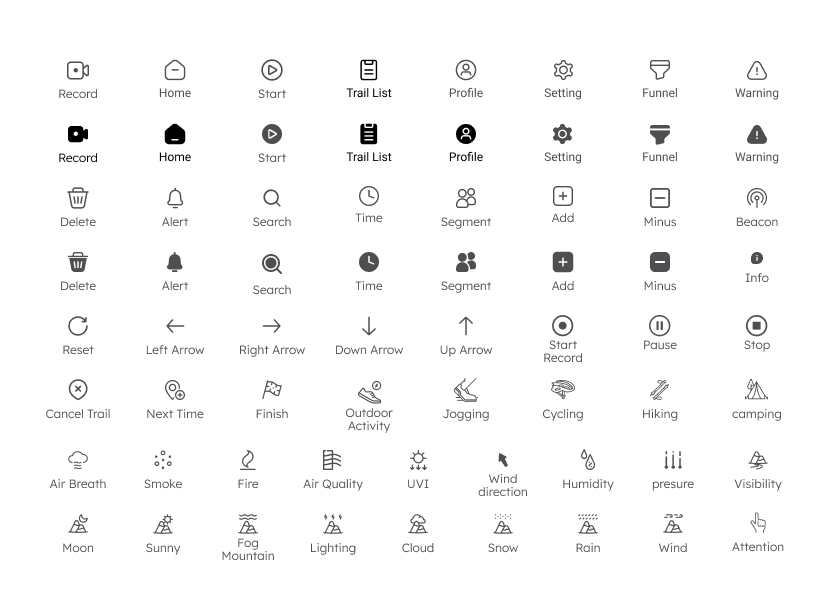 Record Home Start Trail List Profile Setting Funnel Warning
Record Home Start Trail List Profile Setting Funnel Warning
Delete Alert Search Time Segment Add Minus Beacon
Delete Alert Search Time Segment Add Minus Info
Reset Left Arrow Right Arrow Down Arrow Up Arrow Start Record Pause Stop
Cancel Trail Next Time Finish Outdoor Activity Jogging Cycling Hiking camping
Air Breath Smoke Fire Air Quality UVI Wind direction Humidity presure Visibility
Moon Sunny Fog Mountain Lighting Cloud Snow Rain Wind Attention